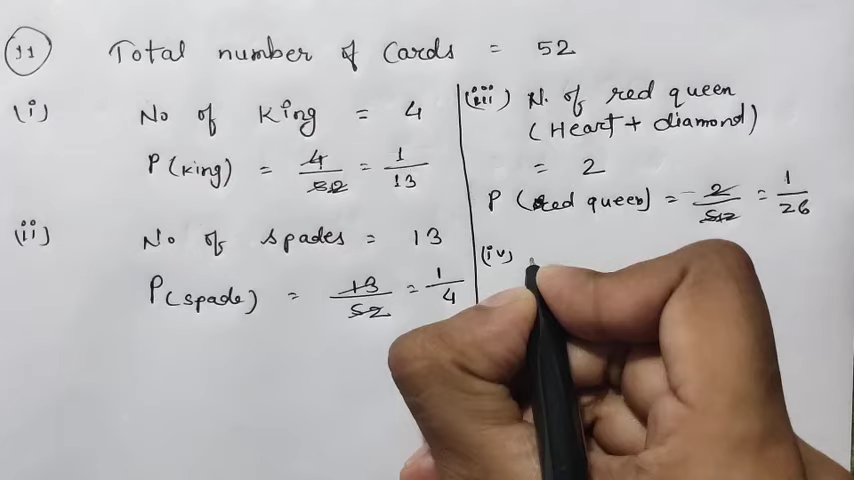 11 Total number of Cards = 52
(i) No of King = 4
P (King) = 4/52 = 1/13
(ii) No of spades = 13
P (spade) = 13/52 = 1/4
(iii) N. of red queen
(Heart + diamond)
= 2
P (Red queen) = 2/52 = 1/26
(iv)